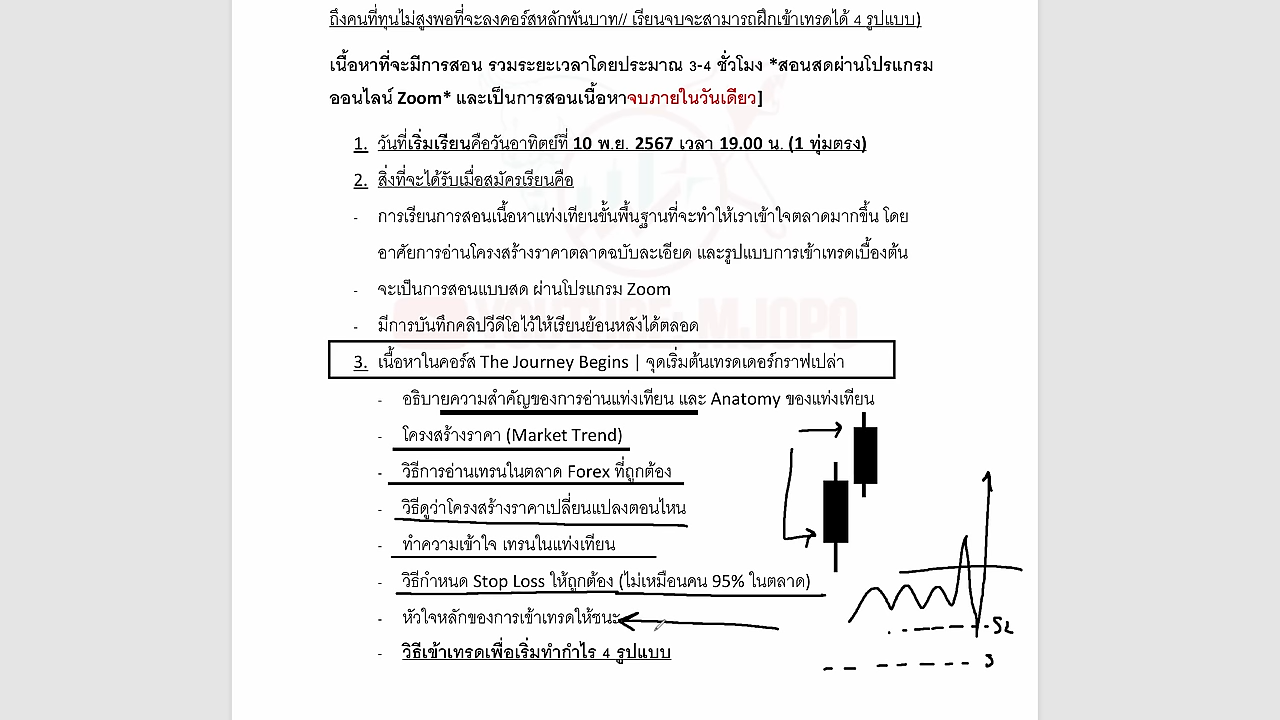 ถึงคนที่ทุนไม่สูงพอที่จะลงคอร์สหลักพันบาท// เรียนจบจะสามารถฝึกเข้าเทรดได้ 4 รูปแบบ)
เนื้อหาที่จะมีการสอน รวมระยะเวลาโดยประมาณ 3-4 ชั่วโมง *สอนสดผ่านโปรแกรม
ออนไลน์ Zoom* และเป็นการสอนเนื้อหาจบภายในวันเดียว]
1. วันที่เริ่มเรียนคือวันอาทิตย์ที่ 10 พ.ย. 2567 เวลา 19.00 น. (1 ทุ่มตรง)
2. สิ่งที่จะได้รับเมื่อสมัครเรียนคือ
- การเรียนการสอนเนื้อหาแท่งเทียนขั้นพื้นฐานที่จะทำให้เราเข้าใจตลาดมากขึ้น โดย
อาศัยการอ่านโครงสร้างราคาตลาดฉบับละเอียด และรูปแบบการเข้าเทรดเบื้องต้น
- จะเป็นการสอนแบบสด ผ่านโปรแกรม Zoom
YOUTUBE: MJOPO
- มีการบันทึกคลิปวีดีโอไว้ให้เรียนย้อนหลังได้ตลอด
3. เนื้อหาในคอร์ส The Journey Begins | จุดเริ่มต้นเทรดเดอร์กราฟเปล่า
- อธิบายความสำคัญของการอ่านแท่งเทียน และ Anatomy ของแท่งเทียน
- โครงสร้างราคา (Market Trend)
- วิธีการอ่านเทรนในตลาด Forex ที่ถูกต้อง
- วิธีดูว่าโครงสร้างราคาเปลี่ยนแปลงตอนไหน
- ทำความเข้าใจ เทรนในแท่งเทียน
- วิธีกำหนด Stop Loss ให้ถูกต้อง (ไม่เหมือนคน 95% ในตลาด)
- หัวใจหลักของการเข้าเทรดให้ชนะ
SL
- วิธีเข้าเทรดเพื่อเริ่มทำกำไร 4 รูปแบบ